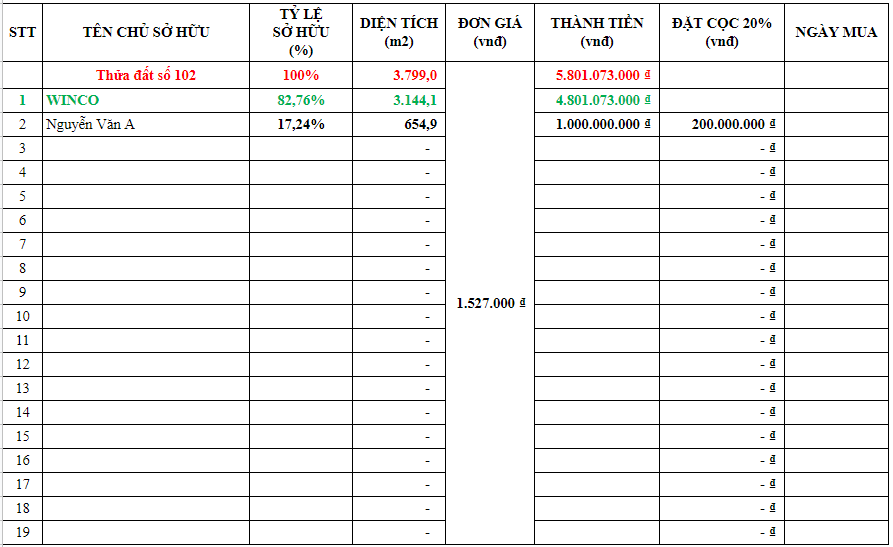 STT TÊN CHỦ SỞ HỮU TỶ LỆ SỞ HỮU (%) DIỆN TÍCH (m2) ĐƠN GIÁ (vnđ) THÀNH TIỀN (vnđ) ĐẶT CỌC 20% (vnđ) NGÀY MUA
Thửa đất số 102 100% 3.799,0 5.801.073.000 ₫
1 WINCO 82,76% 3.144,1 4.801.073.000 ₫
2 Nguyễn Văn A 17,24% 654,9 1.000.000.000 ₫ 200.000.000 ₫
3 - - ₫
4 - - ₫
5 - - ₫
6 - - ₫
7 - - ₫
8 - - ₫
9 - - ₫
1.527.000 ₫
10 - - ₫
11 - - ₫
12 - - ₫
13 - - ₫
14 - - ₫
15 - - ₫
16 - - ₫
17 - - ₫
18 - - ₫
19 - - ₫